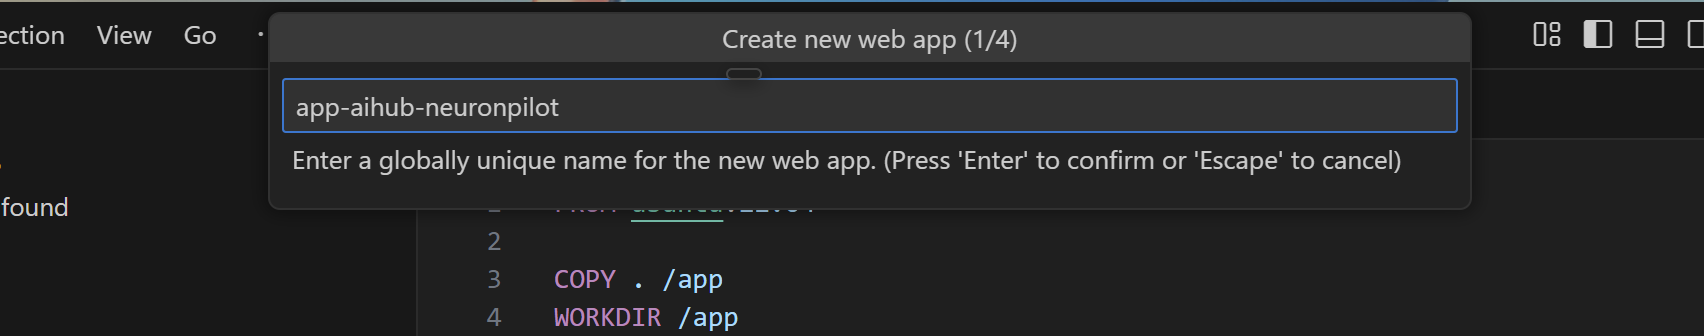 ection View Go ·
Create new web app (1/4)
app-aihub-neuronpilot
Enter a globally unique name for the new web app. (Press 'Enter' to confirm or 'Escape' to cancel)
found
2
3 COPY . /app
4 WORKDIR /app